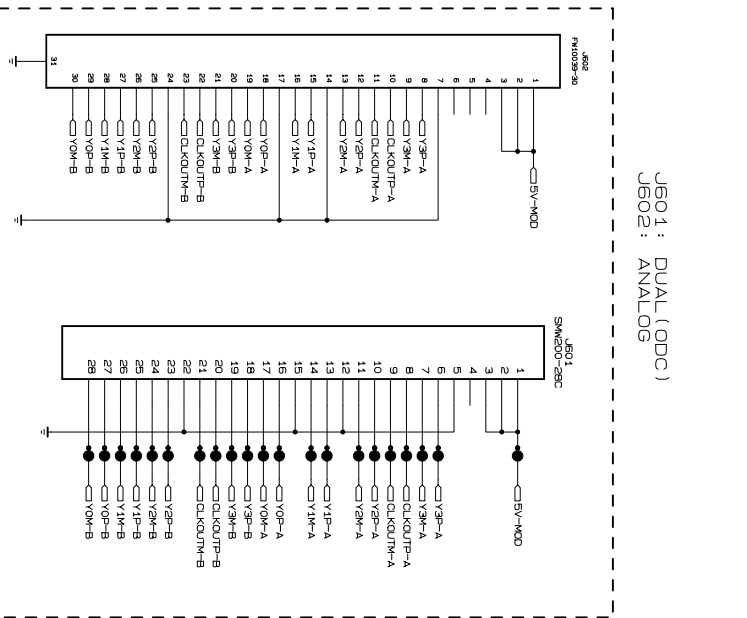 J601: DUAL(ODC)
J602: ANALOG
J602
FW10039-30
1
2
3
4
5
6
7
8
9
10
11
12
13
14
15
16
17
18
19
20
21
22
23
24
25
26
27
28
29
30
31
5V-MOD
Y3P-A
Y3M-A
CLKOUTP-A
CLKOUTM-A
Y2P-A
Y2M-A
Y1P-A
Y1M-A
Y0P-A
Y0M-A
Y3P-B
Y3M-B
CLKOUTP-B
CLKOUTM-B
Y2P-B
Y2M-B
Y1P-B
Y1M-B
Y0P-B
Y0M-B
J601
SMW200-28C
1
2
3
4
5
6
7
8
9
10
11
12
13
14
15
16
17
18
19
20
21
22
23
24
25
26
27
28
5V-MOD
Y3P-A
Y3M-A
CLKOUTP-A
CLKOUTM-A
Y2P-A
Y2M-A
Y1P-A
Y1M-A
Y0P-A
Y0M-A
Y3P-B
Y3M-B
CLKOUTP-B
CLKOUTM-B
Y2P-B
Y2M-B
Y1P-B
Y1M-B
Y0P-B
Y0M-B